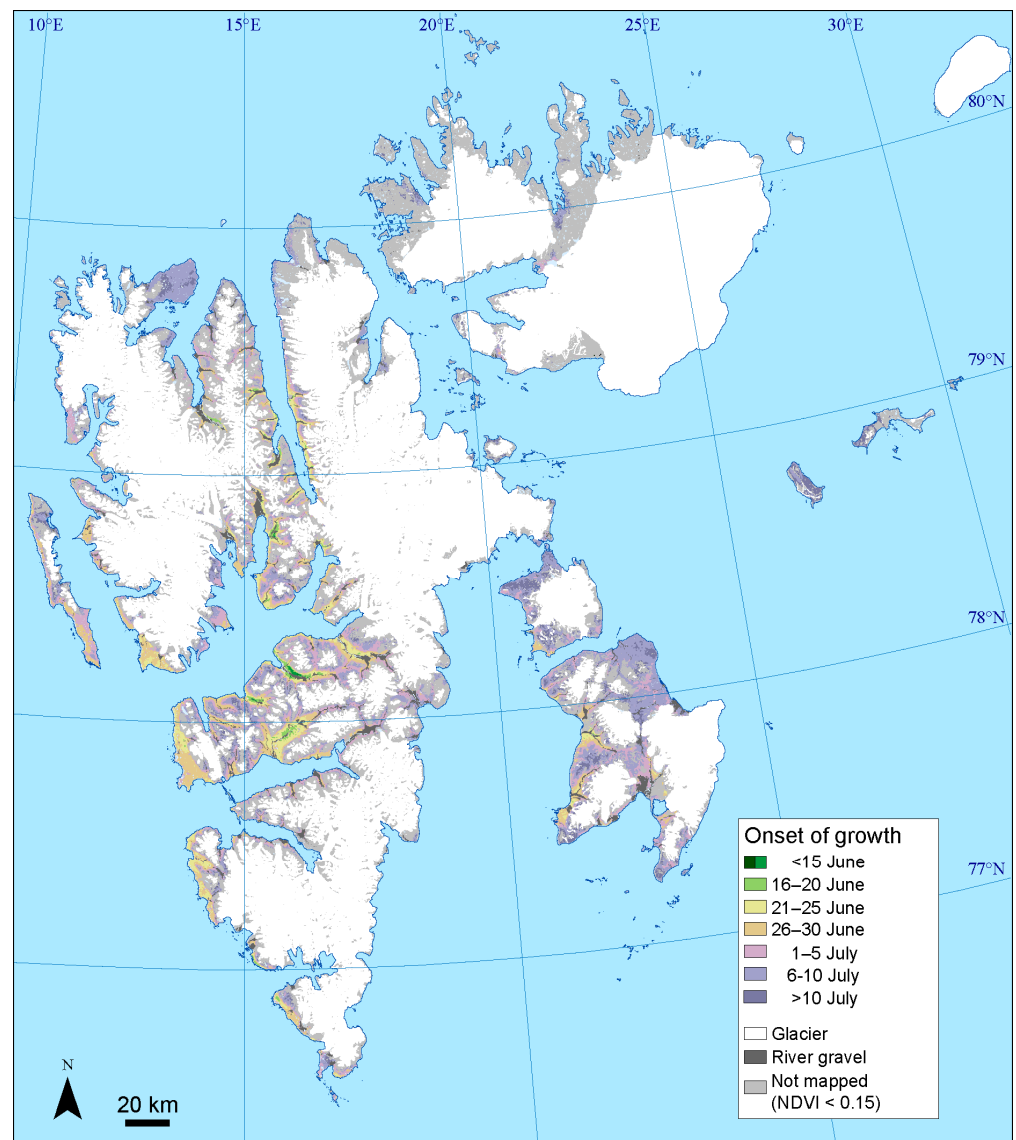 10°E 15°E 20°E 25°E 30°E
80°N
79°N
78°N
77°N
Onset of growth
<15 June
16–20 June
21–25 June
26–30 June
1–5 July
6-10 July
>10 July
Glacier
River gravel
Not mapped
(NDVI < 0.15)
N
20 km